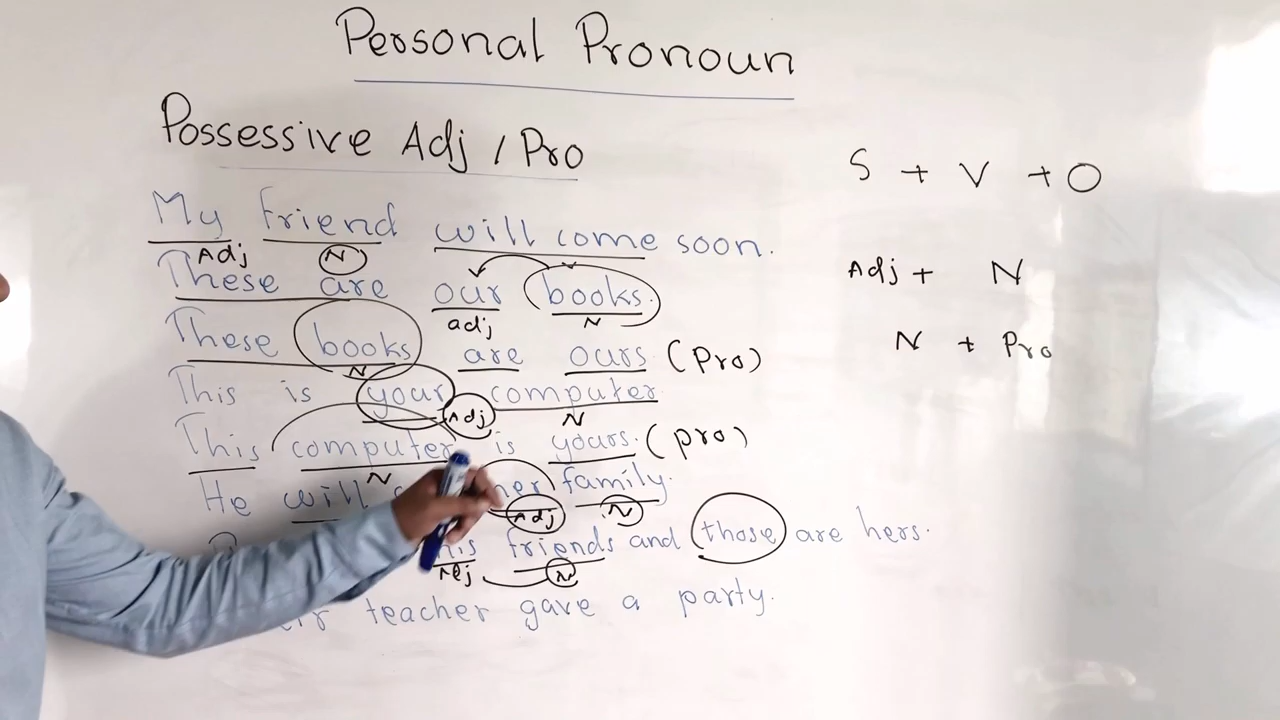 Personal Pronoun
Possessive Adj / Pro
My friend will come soon.
Adj N
These are our books.
adj N
These books are ours (Pro)
N
This is your computer
Adj N
This computer is yours. (pro)
N
He will her family.
Adj N
his friends and those are hers.
Adj N
teacher gave a party.
S + V + O
Adj + N
N + Pro